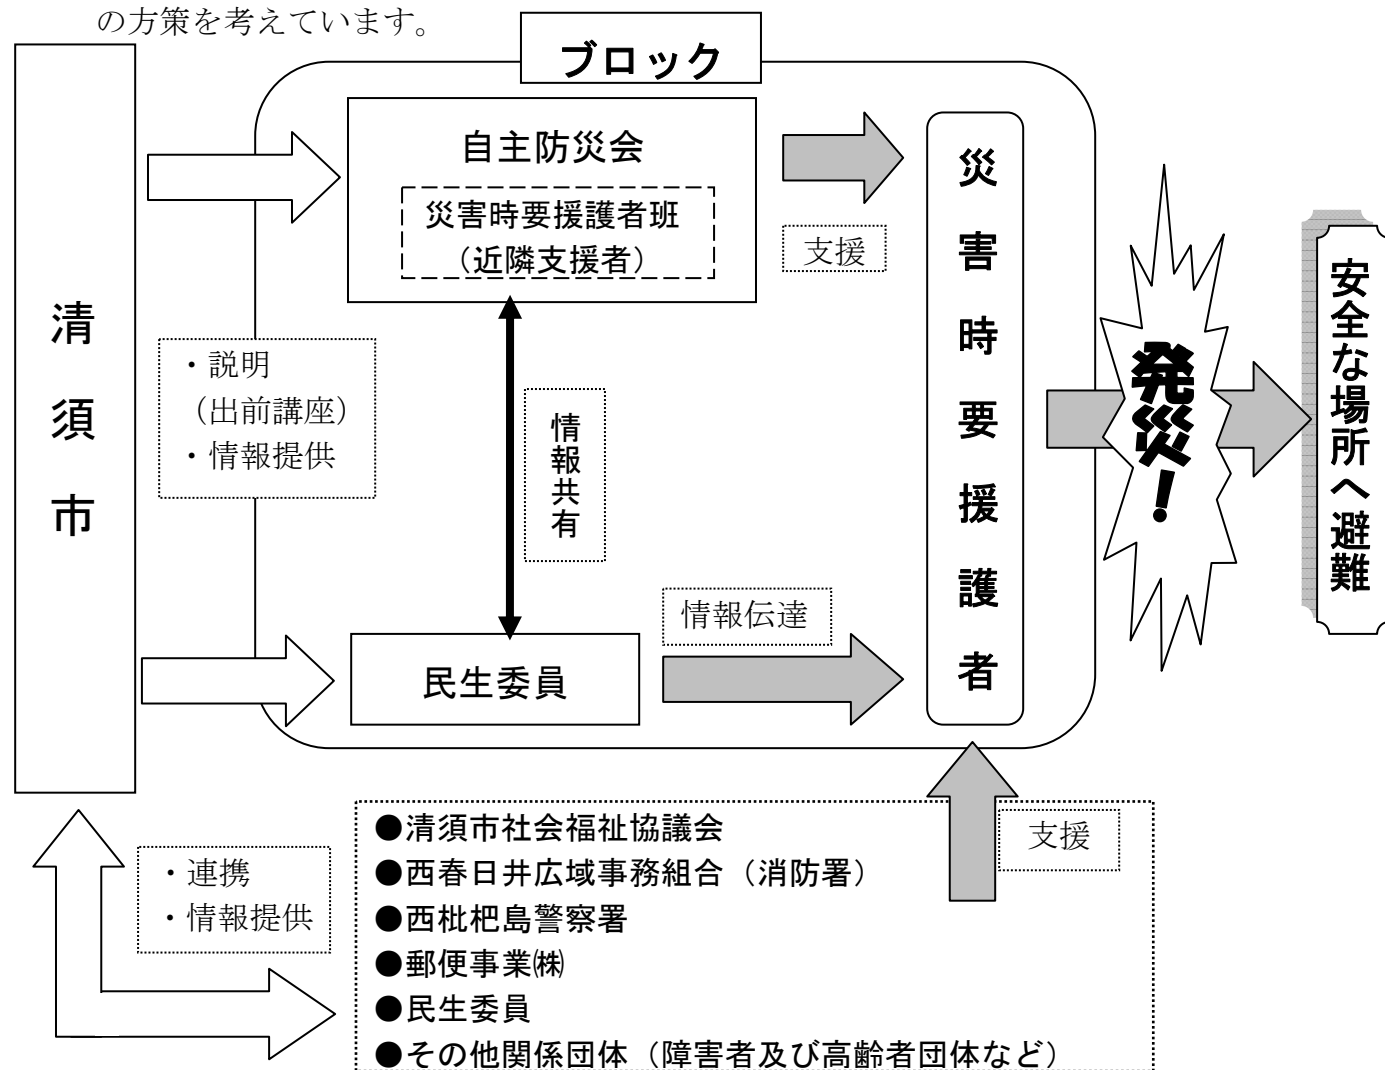 の方策を考えています。
ブロック
清須市
自主防災会
災害時要援護者班
（近隣支援者）
支援
・説明
（出前講座）
・情報提供
情報共有
民生委員
情報伝達
災害時要援護者
発災！
安全な場所へ避難
・連携
・情報提供
●清須市社会福祉協議会
●西春日井広域事務組合（消防署）
●西枇杷島警察署
●郵便事業㈱
●民生委員
●その他関係団体（障害者及び高齢者団体など）
支援